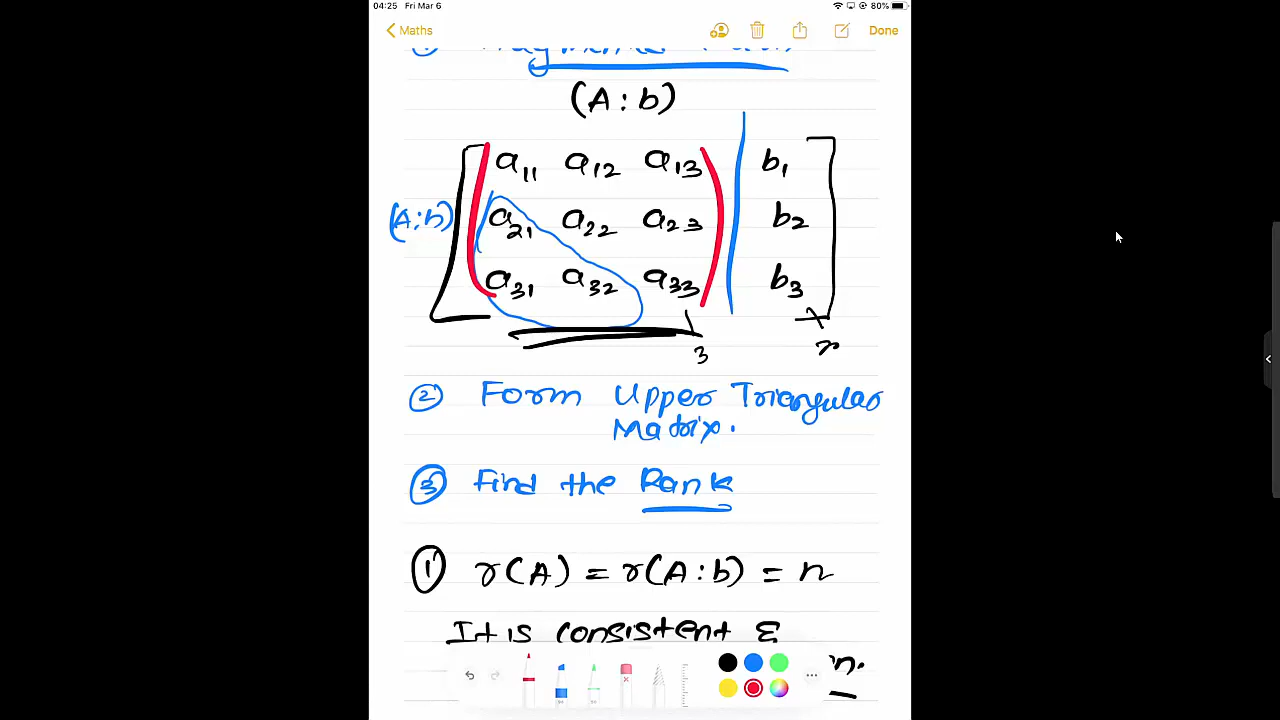 04:25 Fri Mar 6 80%
Maths Done
(A : b)
a11 a12 a13 b1
(A:b) a21 a22 a23 b2
a31 a32 a33 b3
3
② Form Upper Triangular
Matrix.
③ Find the Rank
① r(A) = r(A : b) = n
It is consistent &
n.